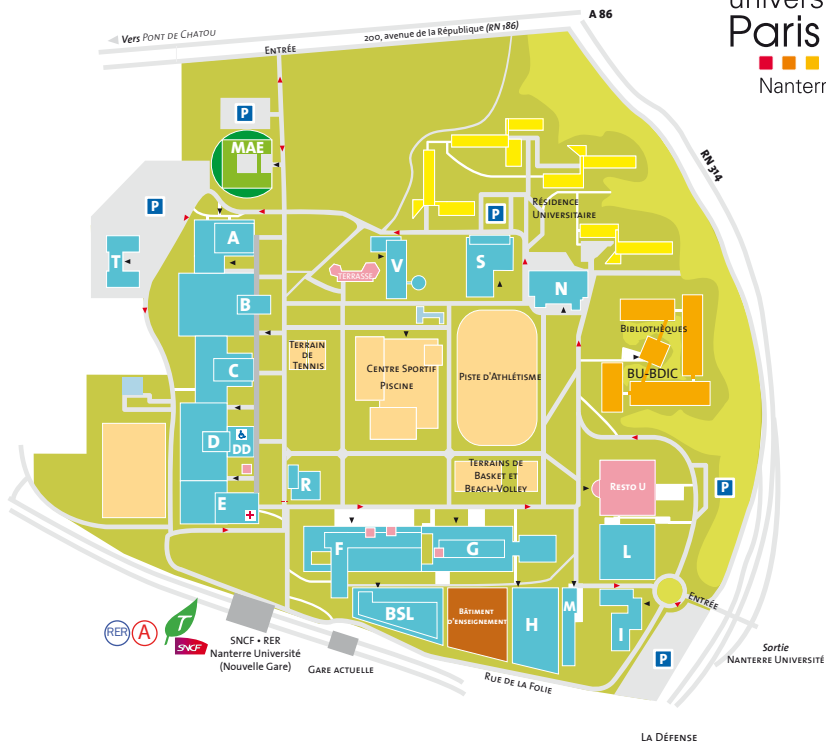 univers
Paris
Nanterr
A 86
Vers PONT DE CHATOU
200, avenue de la République (RN 186)
ENTRÉE
P
MAE
RN 314
P
RÉSIDENCE
UNIVERSITAIRE
P
A
T
TERRASSE
V
S
N
B
BIBLIOTHÈQUES
BU-BDIC
TERRAIN
DE
TENNIS
CENTRE SPORTIF
PISCINE
PISTE D'ATHLÉTISME
C
D
DD
TERRAINS DE
BASKET ET
BEACH-VOLLEY
R
RESTO U
P
E
F
G
L
BSL
BÂTIMENT
D'ENSEIGNEMENT
H
M
I
ENTRÉE
RER
A
T
SNCF
SNCF • RER
Nanterre Université
(Nouvelle Gare)
GARE ACTUELLE
RUE DE LA FOLIE
P
Sortie
NANTERRE UNIVERSITÉ
LA DÉFENSE